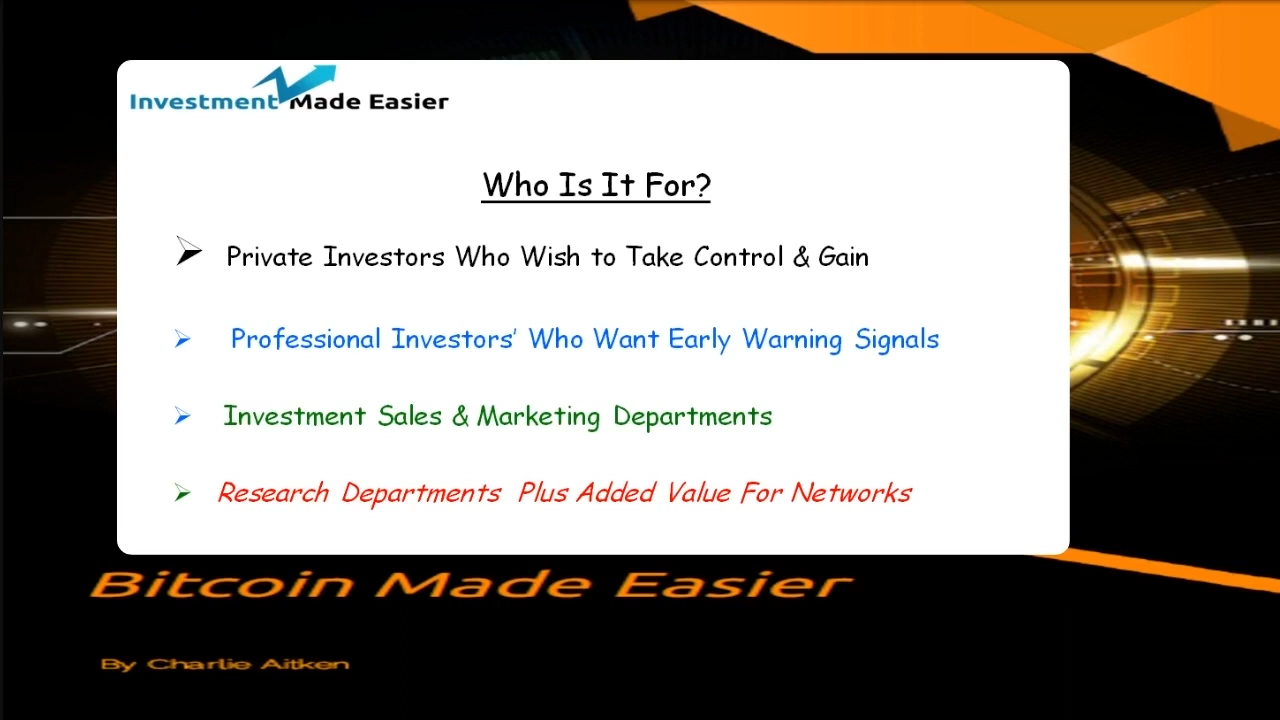 Investment Made Easier
Who Is It For?
Private Investors Who Wish to Take Control & Gain
Professional Investors’ Who Want Early Warning Signals
Investment Sales & Marketing Departments
Research Departments Plus Added Value For Networks
Bitcoin Made Easier
By Charlie Aitken